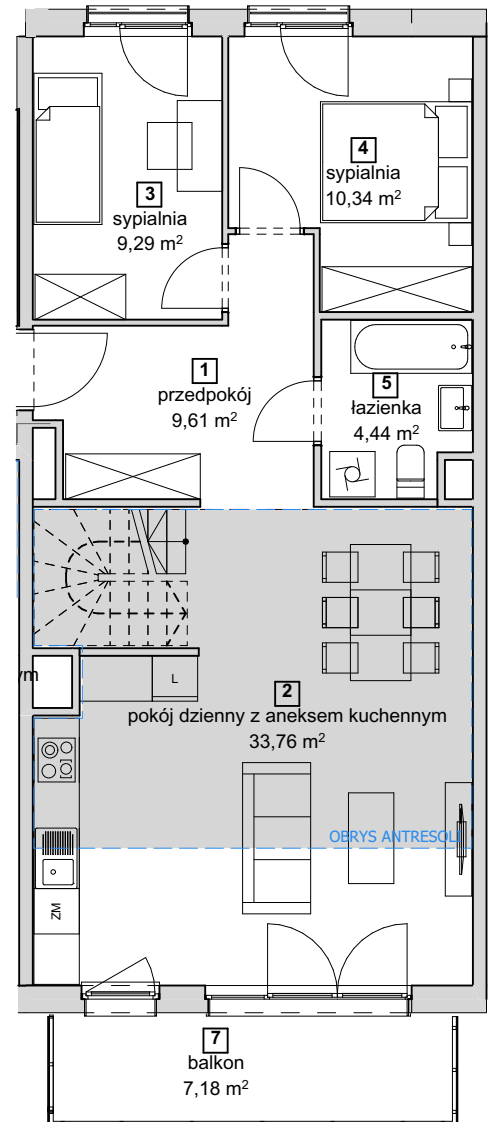 3
sypialnia
9,29 m²
4
sypialnia
10,34 m²
1
przedpokój
9,61 m²
5
łazienka
4,44 m²
ym
L
2
pokój dzienny z aneksem kuchennym
33,76 m²
OBRYS ANTRESOLI
ZM
7
balkon
7,18 m²